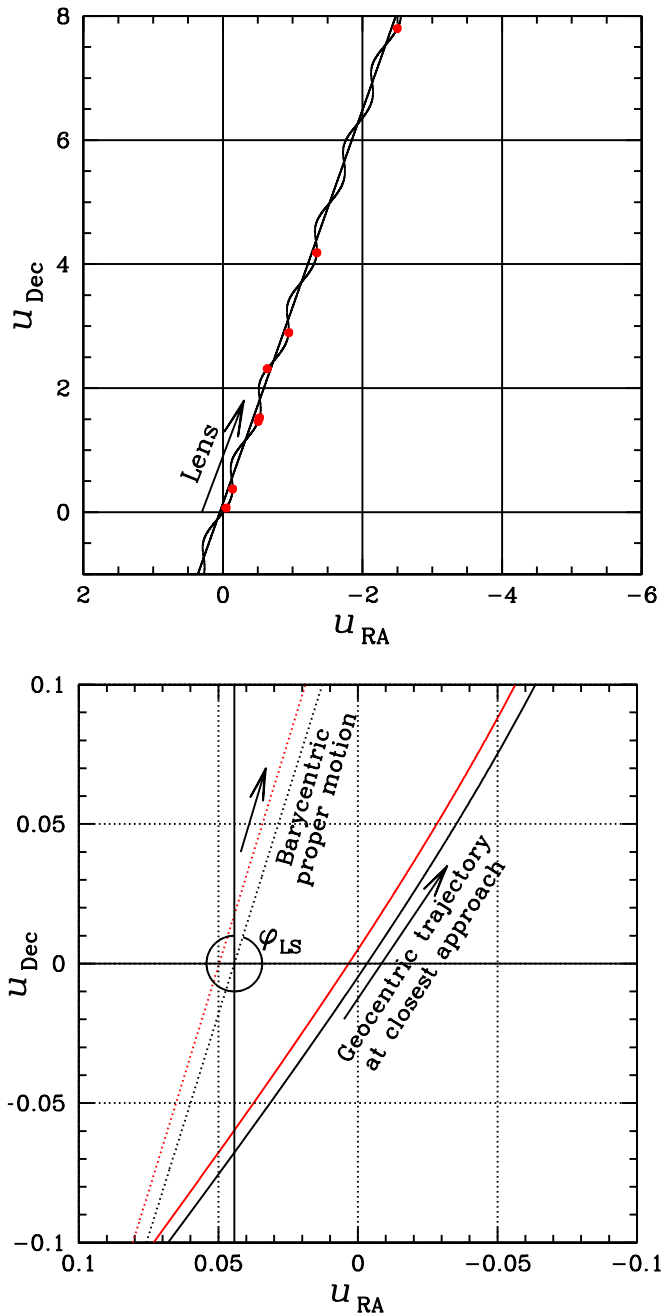 8
6
4
2
0
u Dec
Lens
2
0
-2
-4
-6
u RA
0.1
0.05
0
-0.05
-0.1
u Dec
Barycentric
proper motion
φ LS
Geocentric trajectory
at closest approach
0.1
0.05
0
-0.05
-0.1
u RA